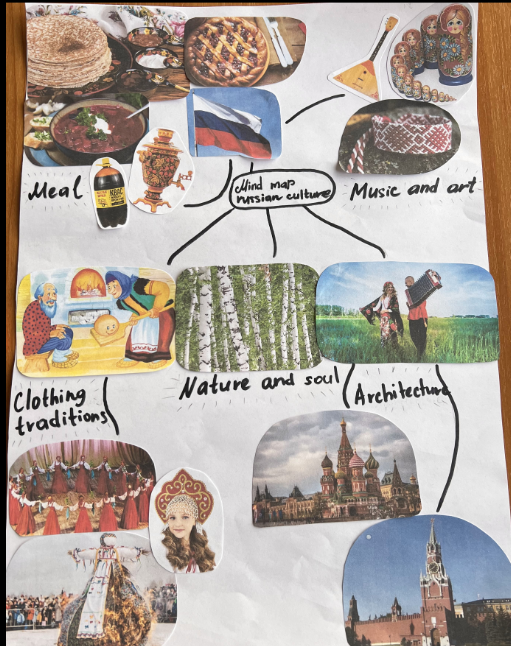 Mind map
russian culture
Meal
Music and art
Nature and soul
Architecture
Clothing
traditions